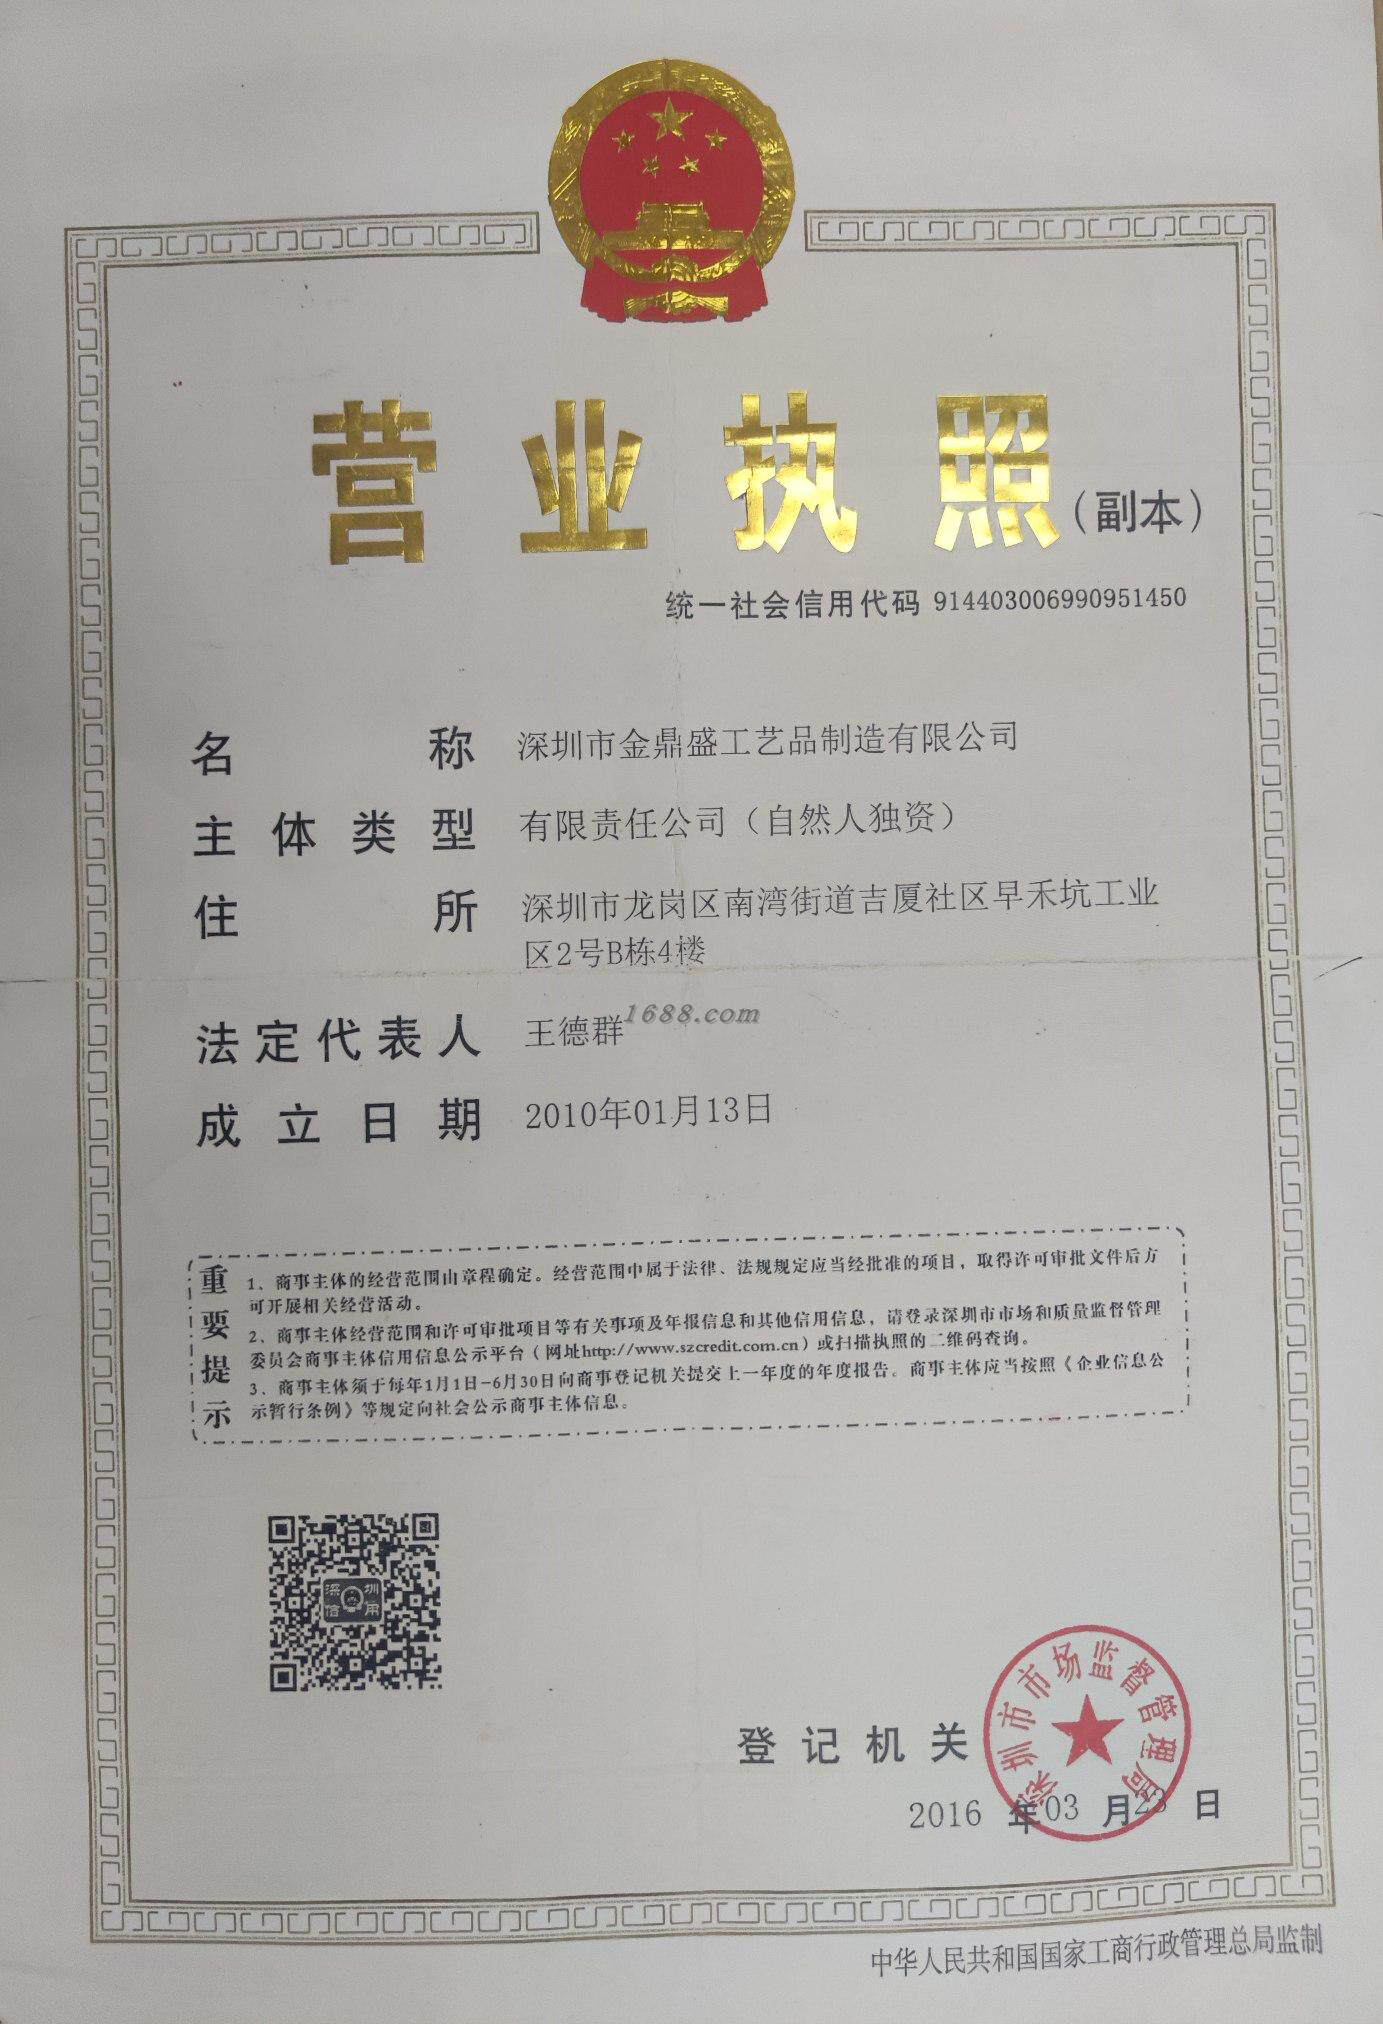 营业执照(副本)
统一社会信用代码 914403006990951450
名称 深圳市金鼎盛工艺品制造有限公司
主体类型 有限责任公司（自然人独资）
住所 深圳市龙岗区南湾街道吉厦社区早禾坑工业
区2号B栋4楼
1688.com
法定代表人 王德群
成立日期 2010年01月13日
重要提示
1、商事主体的经营范围由章程确定。经营范围中属于法律、法规规定应当经批准的项目，取得许可审批文件后方
可开展相关经营活动。
2、商事主体经营范围和许可审批项目等有关事项及年报信息和其他信用信息，请登录深圳市市场和质量监督管理
委员会商事主体信用信息公示平台（网址http://www.szcredit.com.cn）或扫描执照的二维码查询。
3、商事主体须于每年1月1日-6月30日向商事登记机关提交上一年度的年度报告。商事主体应当按照《企业信息公
示暂行条例》等规定向社会公示商事主体信息。
深圳
信用
深圳市市场监督管理局
登记机关
2016 年03 月23 日
中华人民共和国国家工商行政管理总局监制